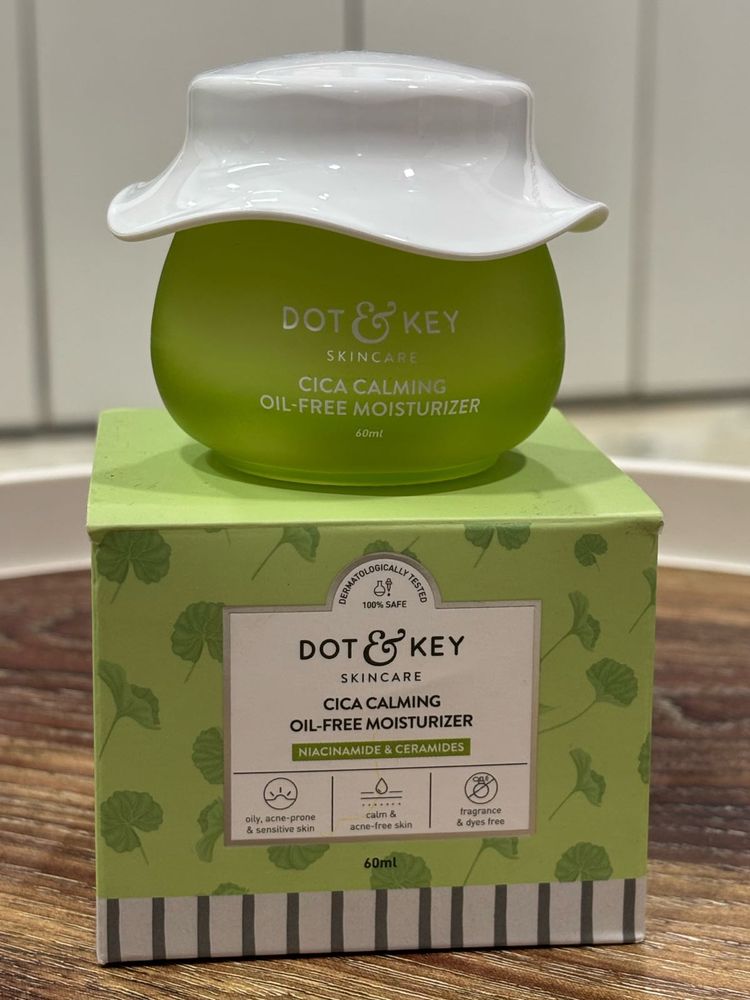 DOT & KEY
SKINCARE
CICA CALMING
OIL-FREE MOISTURIZER
60ml
DERMATOLOGICALLY TESTED
100% SAFE
DOT & KEY
SKINCARE
CICA CALMING
OIL-FREE MOISTURIZER
NIACINAMIDE & CERAMIDES
oily, acne-prone
& sensitive skin
calm &
acne-free skin
fragrance
& dyes free
60ml